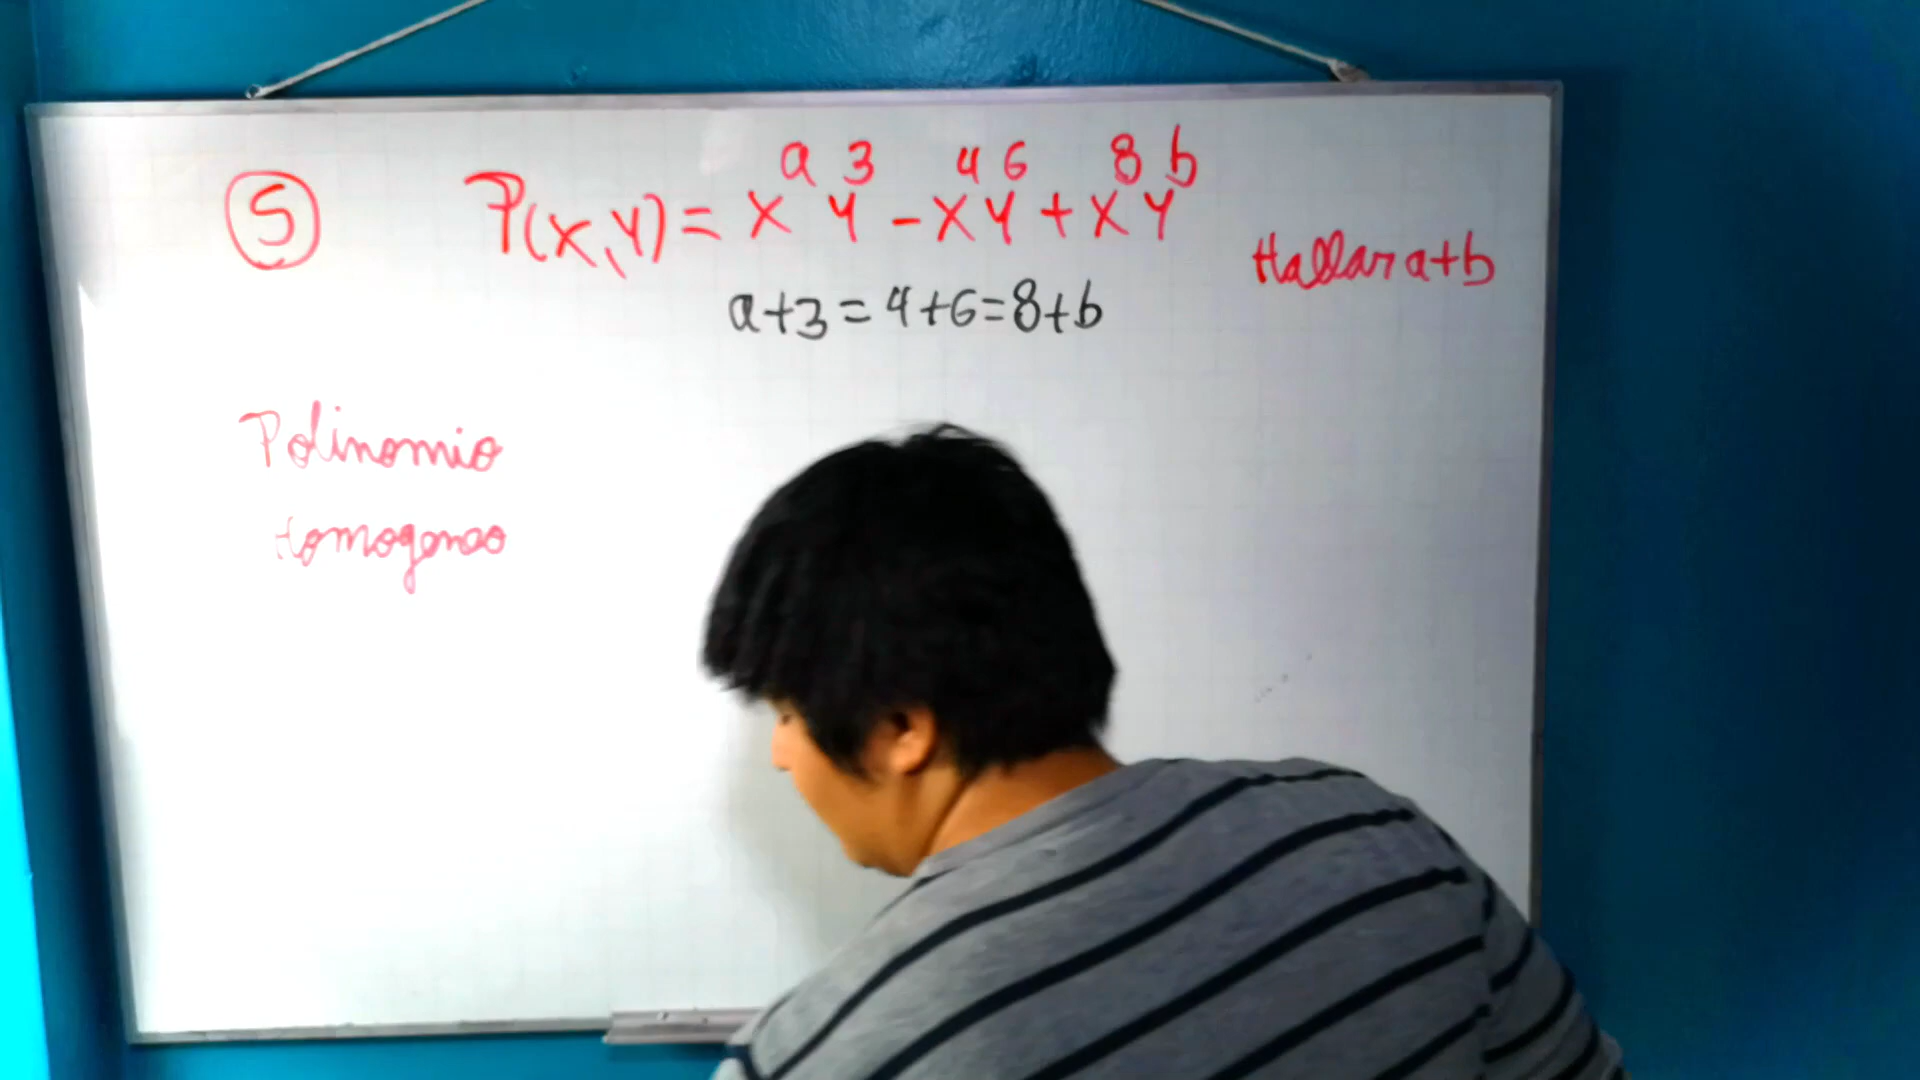 5 P(x,y) = x^a y^3 - x^4 y^6 + x^8 y^b
Hallar a+b
a+3=4+6=8+b
Polinomio
Homogeneo